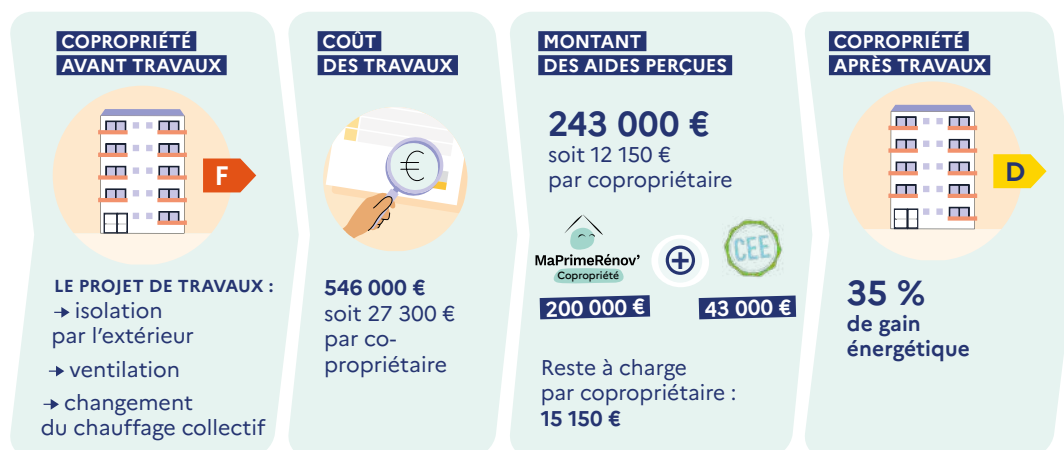 COPROPRIÉTÉ
AVANT TRAVAUX
F
LE PROJET DE TRAVAUX :
→ isolation
par l’extérieur
→ ventilation
→ changement
du chauffage collectif
COÛT
DES TRAVAUX
€
546 000 €
soit 27 300 €
par co-
propriétaire
MONTANT
DES AIDES PERÇUES
243 000 €
soit 12 150 €
par copropriétaire
MaPrimeRénov’
Copropriété
200 000 €
+
CEE
43 000 €
Reste à charge
par copropriétaire :
15 150 €
COPROPRIÉTÉ
APRÈS TRAVAUX
D
35 %
de gain
énergétique